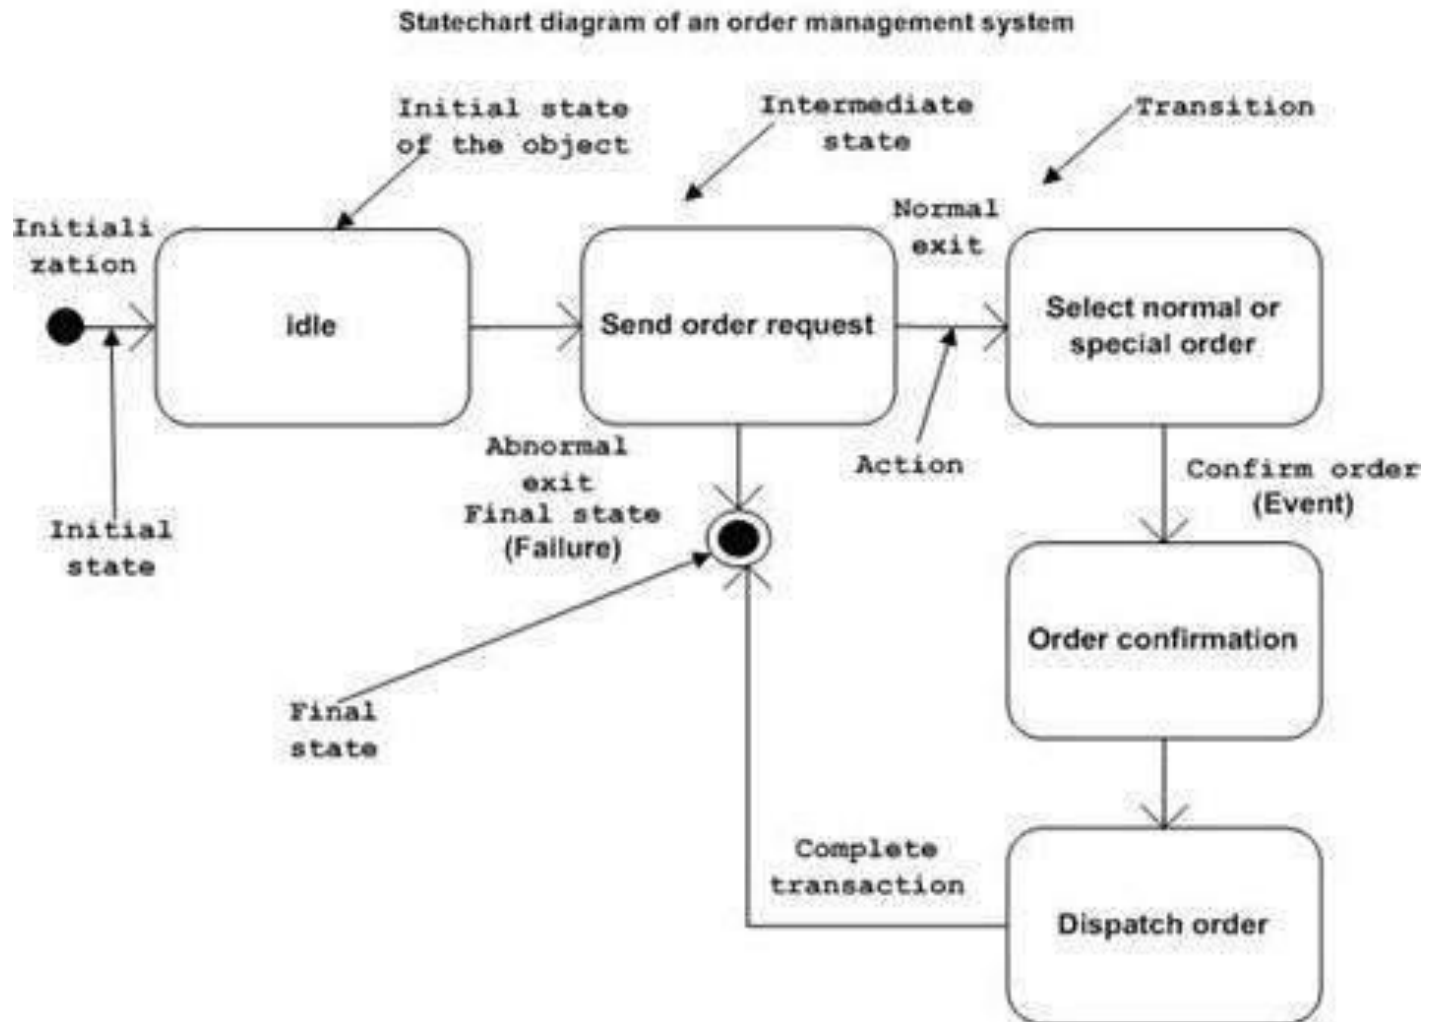 Statechart diagram of an order management system
Initial state
of the object
Intermediate
state
Transition
Initiali
zation
Normal
exit
idle
Send order request
Select normal or
special order
Abnormal
exit
Final state
(Failure)
Action
Confirm order
(Event)
Initial
state
Order confirmation
Final
state
Complete
transaction
Dispatch order